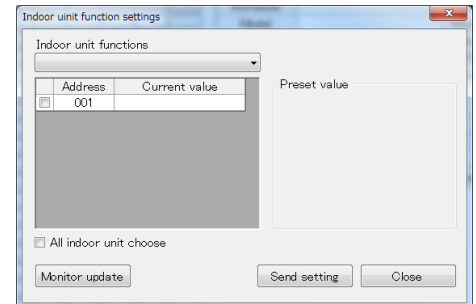 Indoor uinit function settings
Indoor unit functions
Address Current value
001
Preset value
All indoor unit choose
Monitor update Send setting Close